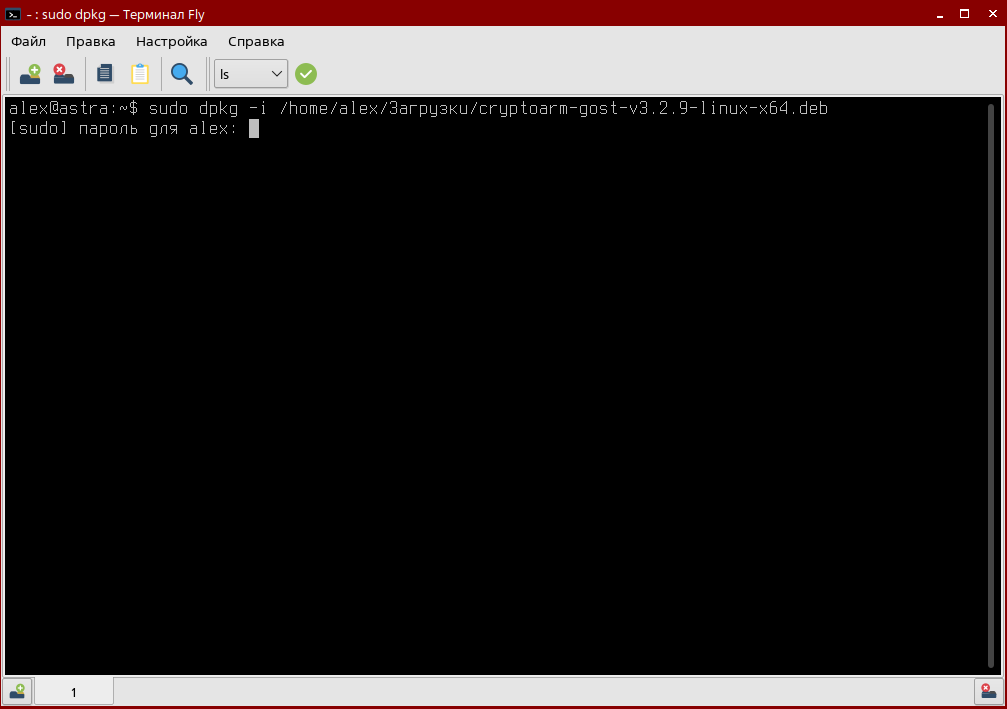 - : sudo dpkg — Терминал Fly
Файл Правка Настройка Справка
ls
alex@astra:~$ sudo dpkg -i /home/alex/Загрузки/cryptoarm-gost-v3.2.9-linux-x64.deb
[sudo] пароль для alex:
1